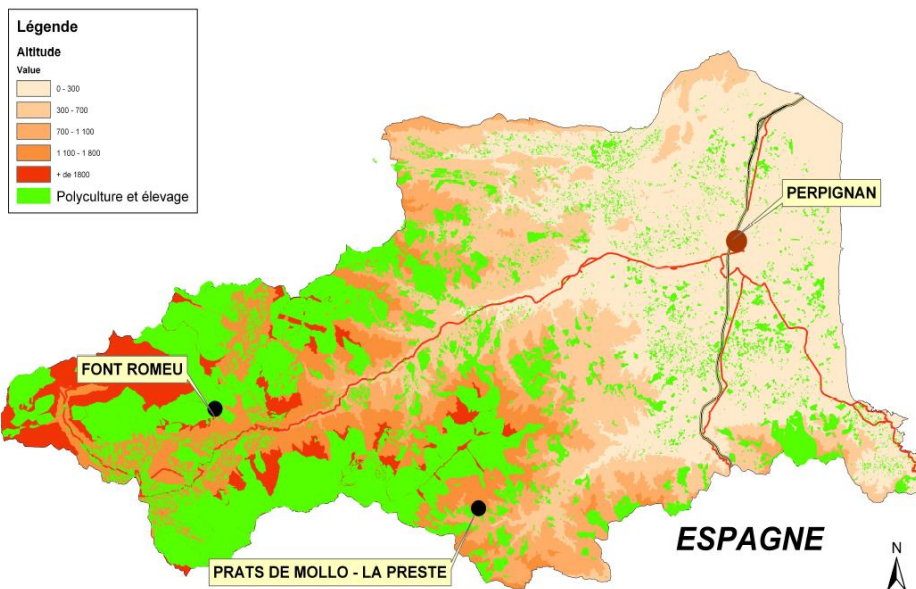 Légende
Altitude
Value
0 - 300
300 - 700
700 - 1 100
1 100 - 1 800
+ de 1800
Polyculture et élevage
PERPIGNAN
FONT ROMEU
PRATS DE MOLLO - LA PRESTE
ESPAGNE
N